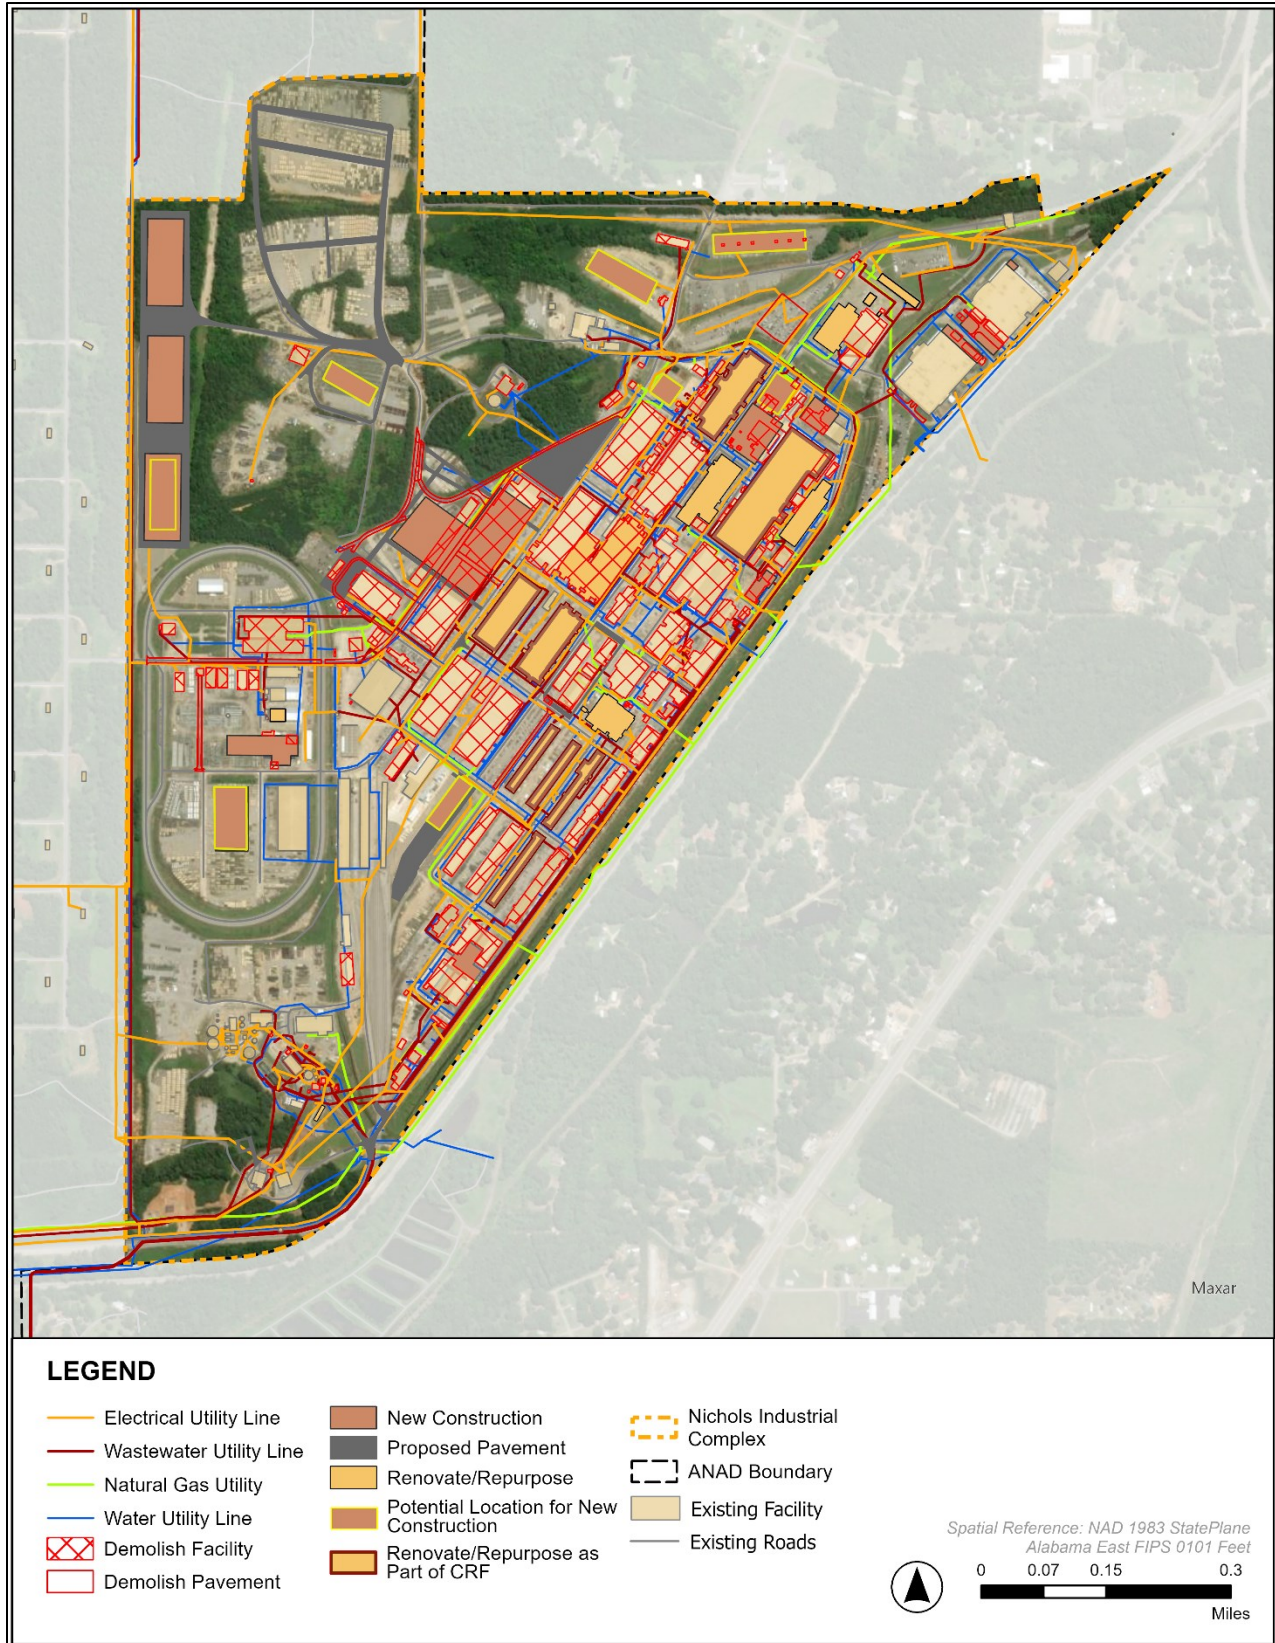 Maxar
LEGEND
Electrical Utility Line
Wastewater Utility Line
Natural Gas Utility
Water Utility Line
Demolish Facility
Demolish Pavement
New Construction
Proposed Pavement
Renovate/Repurpose
Potential Location for New
Construction
Renovate/Repurpose as
Part of CRF
Nichols Industrial
Complex
ANAD Boundary
Existing Facility
Existing Roads
Spatial Reference: NAD 1983 StatePlane
Alabama East FIPS 0101 Feet
0 0.07 0.15 0.3
Miles